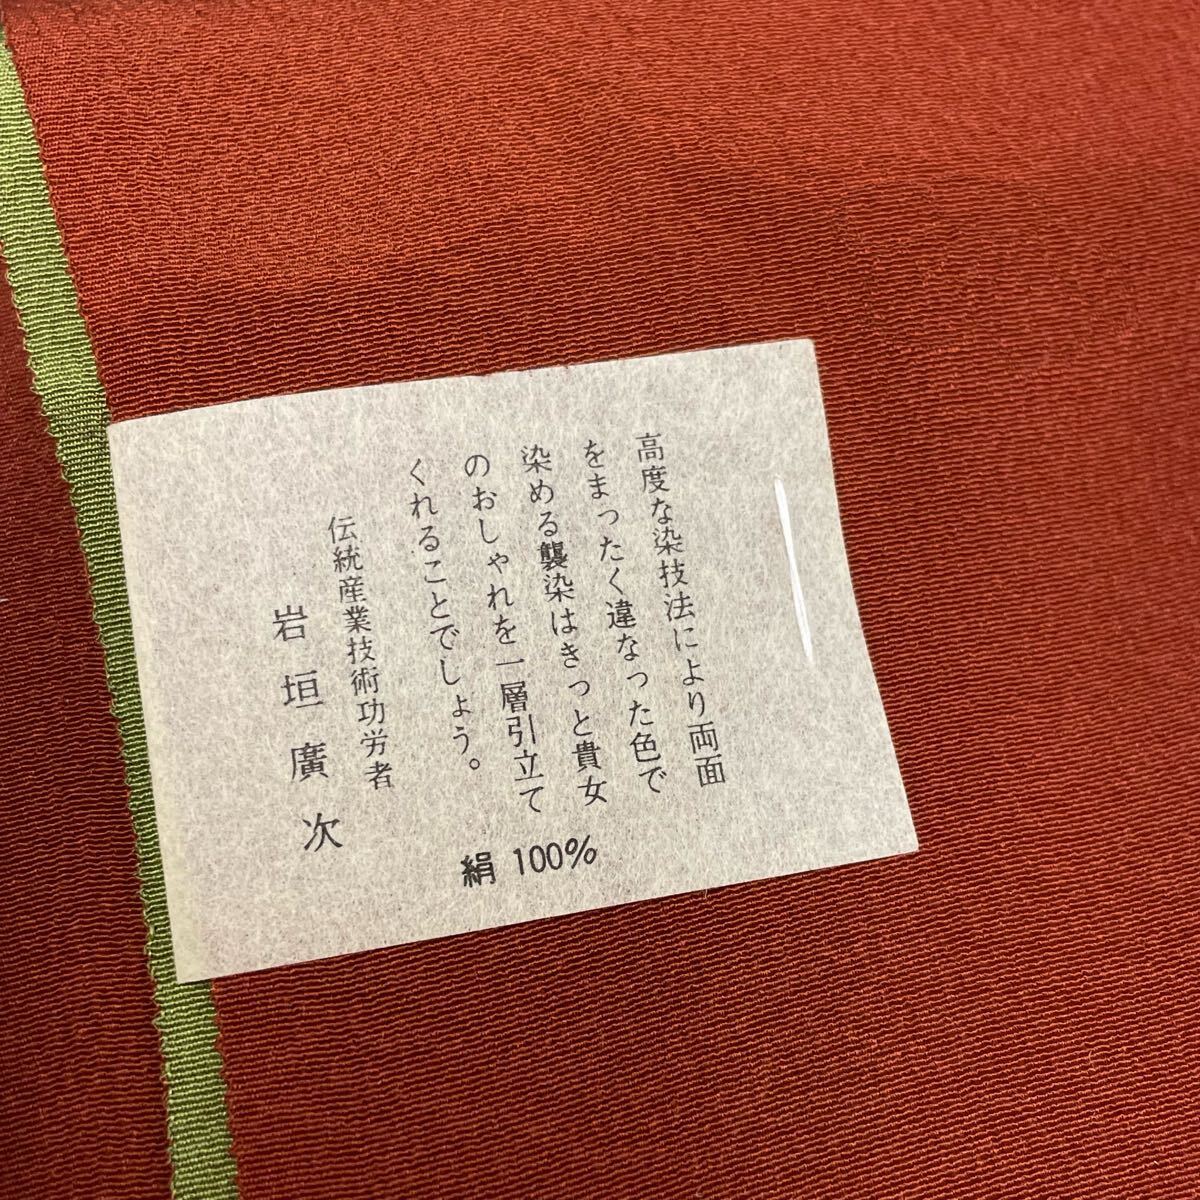 高度な染技法により両面
をまったく違なった色で
染める襲染はきっと貴女
のおしゃれを一層引立て
くれることでしょう。
伝統産業技術功労者
岩垣廣次
絹 100%